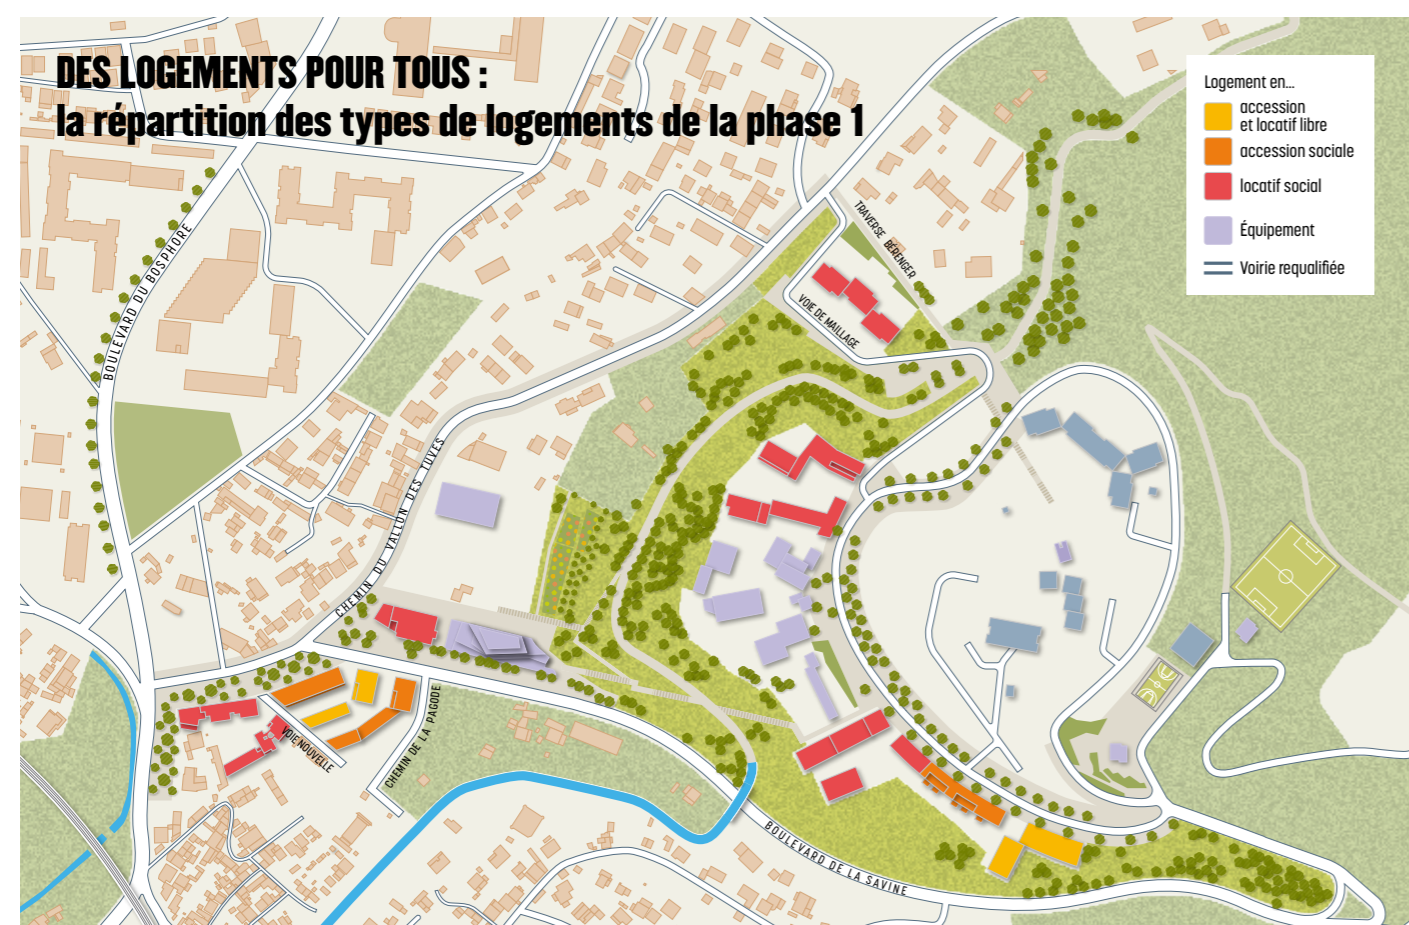 DES LOGEMENTS POUR TOUS :
la répartition des types de logements de la phase 1
Logement en...
accession
et locatif libre
accession sociale
locatif social
Équipement
Voirie requalifiée
BOULEVARD DU BOSPHORE
TRAVERSE BÉRENGER
VOIE DE MAILLAGE
CHEMIN DU VALLON DES TUVES
VOIE NOUVELLE
CHEMIN DE LA PAGODE
BOULEVARD DE LA SAVINE